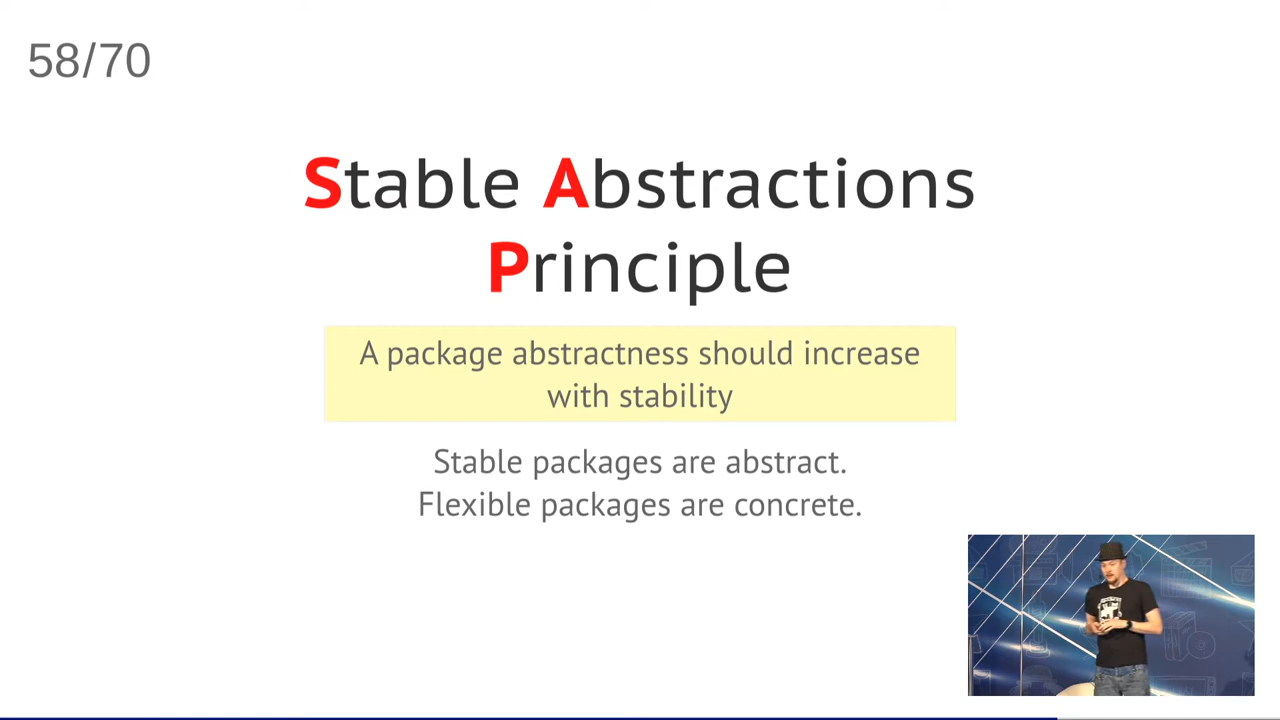 58/70
Stable Abstractions
Principle
A package abstractness should increase
with stability
Stable packages are abstract.
Flexible packages are concrete.